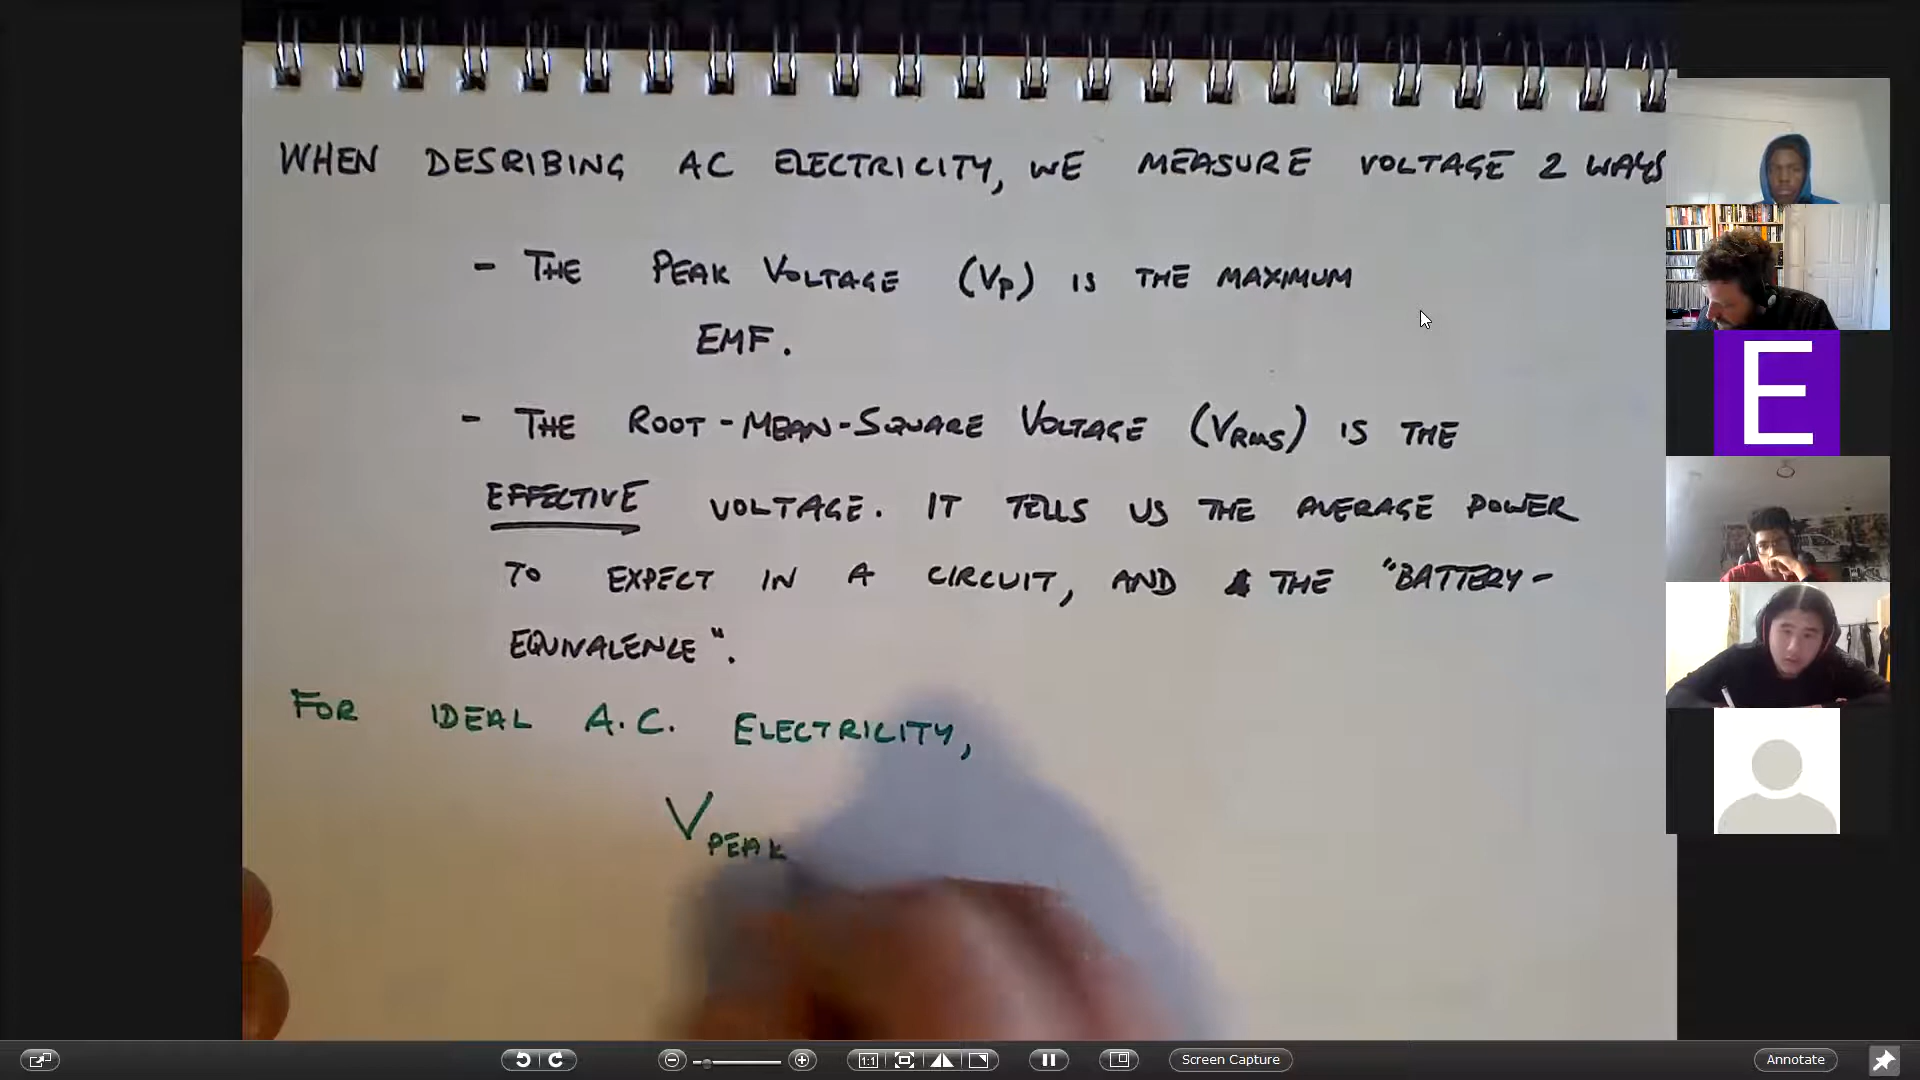 WHEN DESRIBING AC ELECTRICITY, WE MEASURE VOLTAGE 2 WAYS
- THE PEAK VOLTAGE (VP) IS THE MAXIMUM
EMF.
- THE ROOT-MEAN-SQUARE VOLTAGE (VRMS) IS THE
EFFECTIVE VOLTAGE. IT TELLS US THE AVERAGE POWER
TO EXPECT IN A CIRCUIT, AND THE "BATTERY-
EQUIVALENCE".
FOR IDEAL A.C. ELECTRICITY,
VPEAK
E
1:1
Screen Capture
Annotate